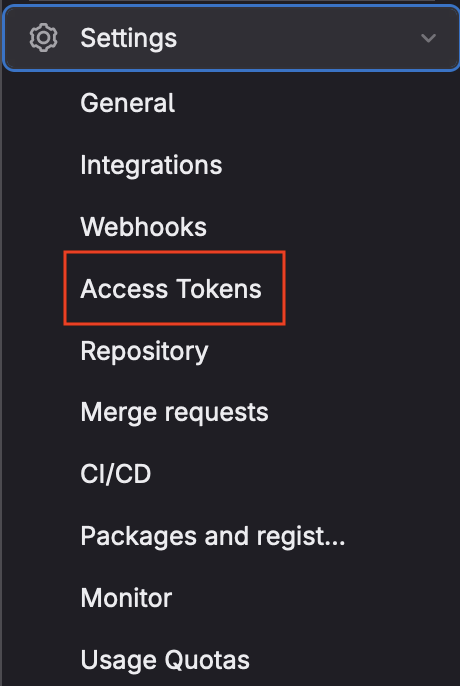 Settings
General
Integrations
Webhooks
Access Tokens
Repository
Merge requests
CI/CD
Packages and regist...
Monitor
Usage Quotas